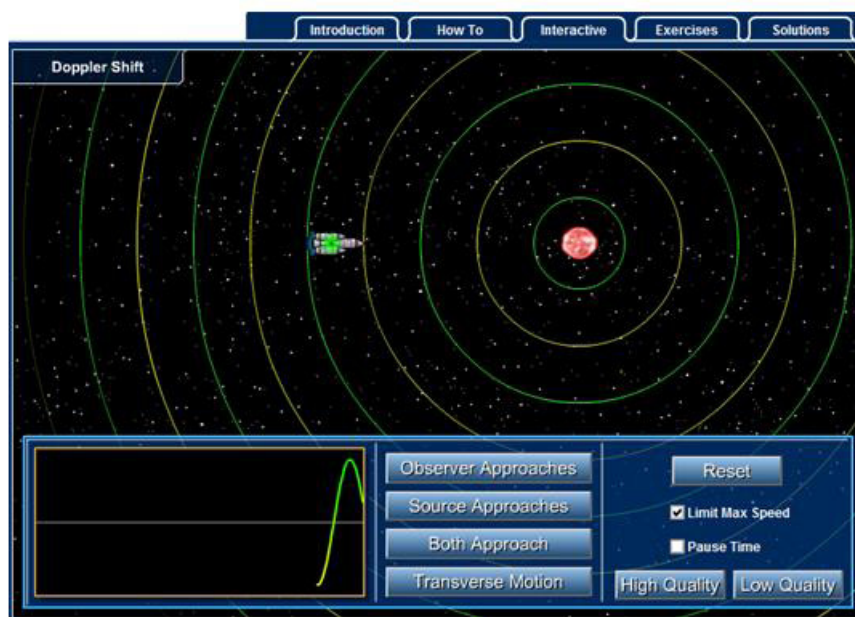 Introduction
How To
Interactive
Exercises
Solutions
Doppler Shift
Observer Approaches
Source Approaches
Both Approach
Transverse Motion
Reset
Limit Max Speed
Pause Time
High Quality
Low Quality